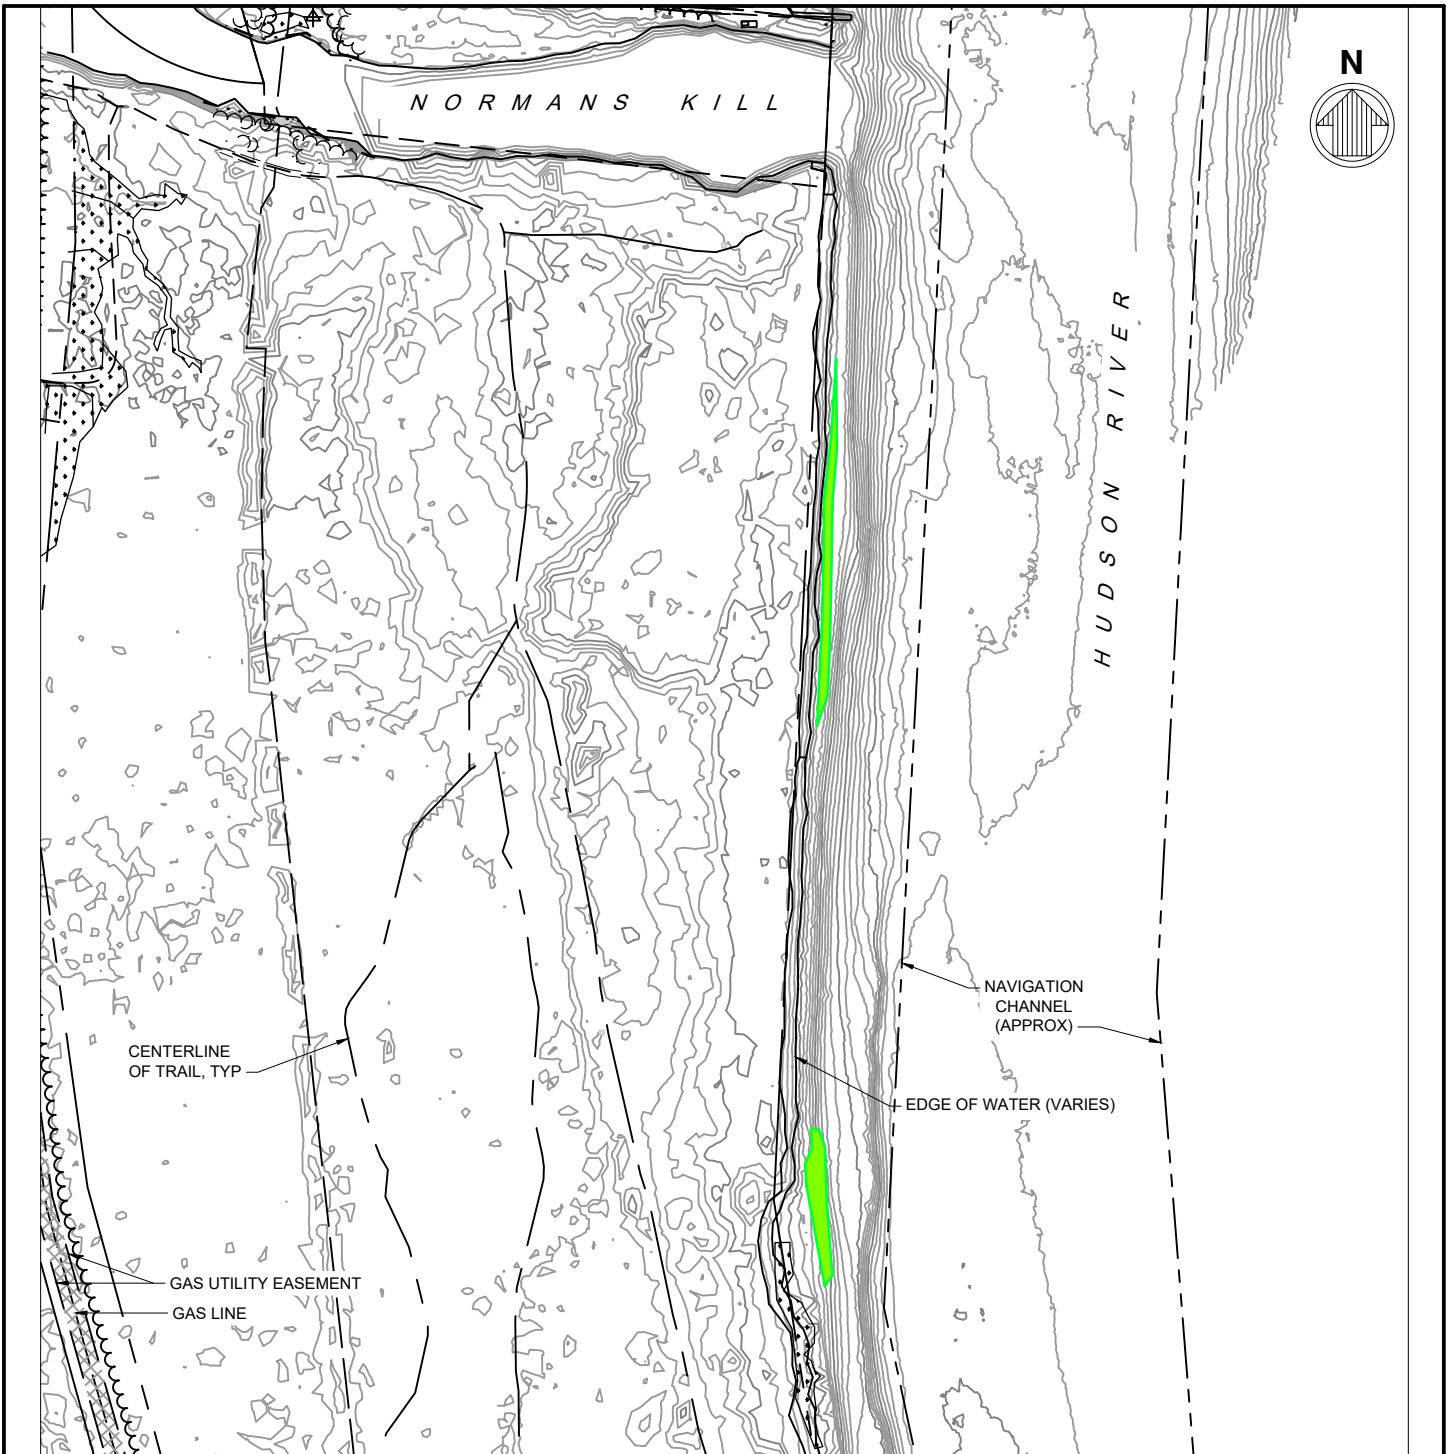 N
NORMANS KILL
HUDSON RIVER
NAVIGATION
CHANNEL
(APPROX)
CENTERLINE
OF TRAIL, TYP
EDGE OF WATER (VARIES)
GAS UTILITY EASEMENT
GAS LINE